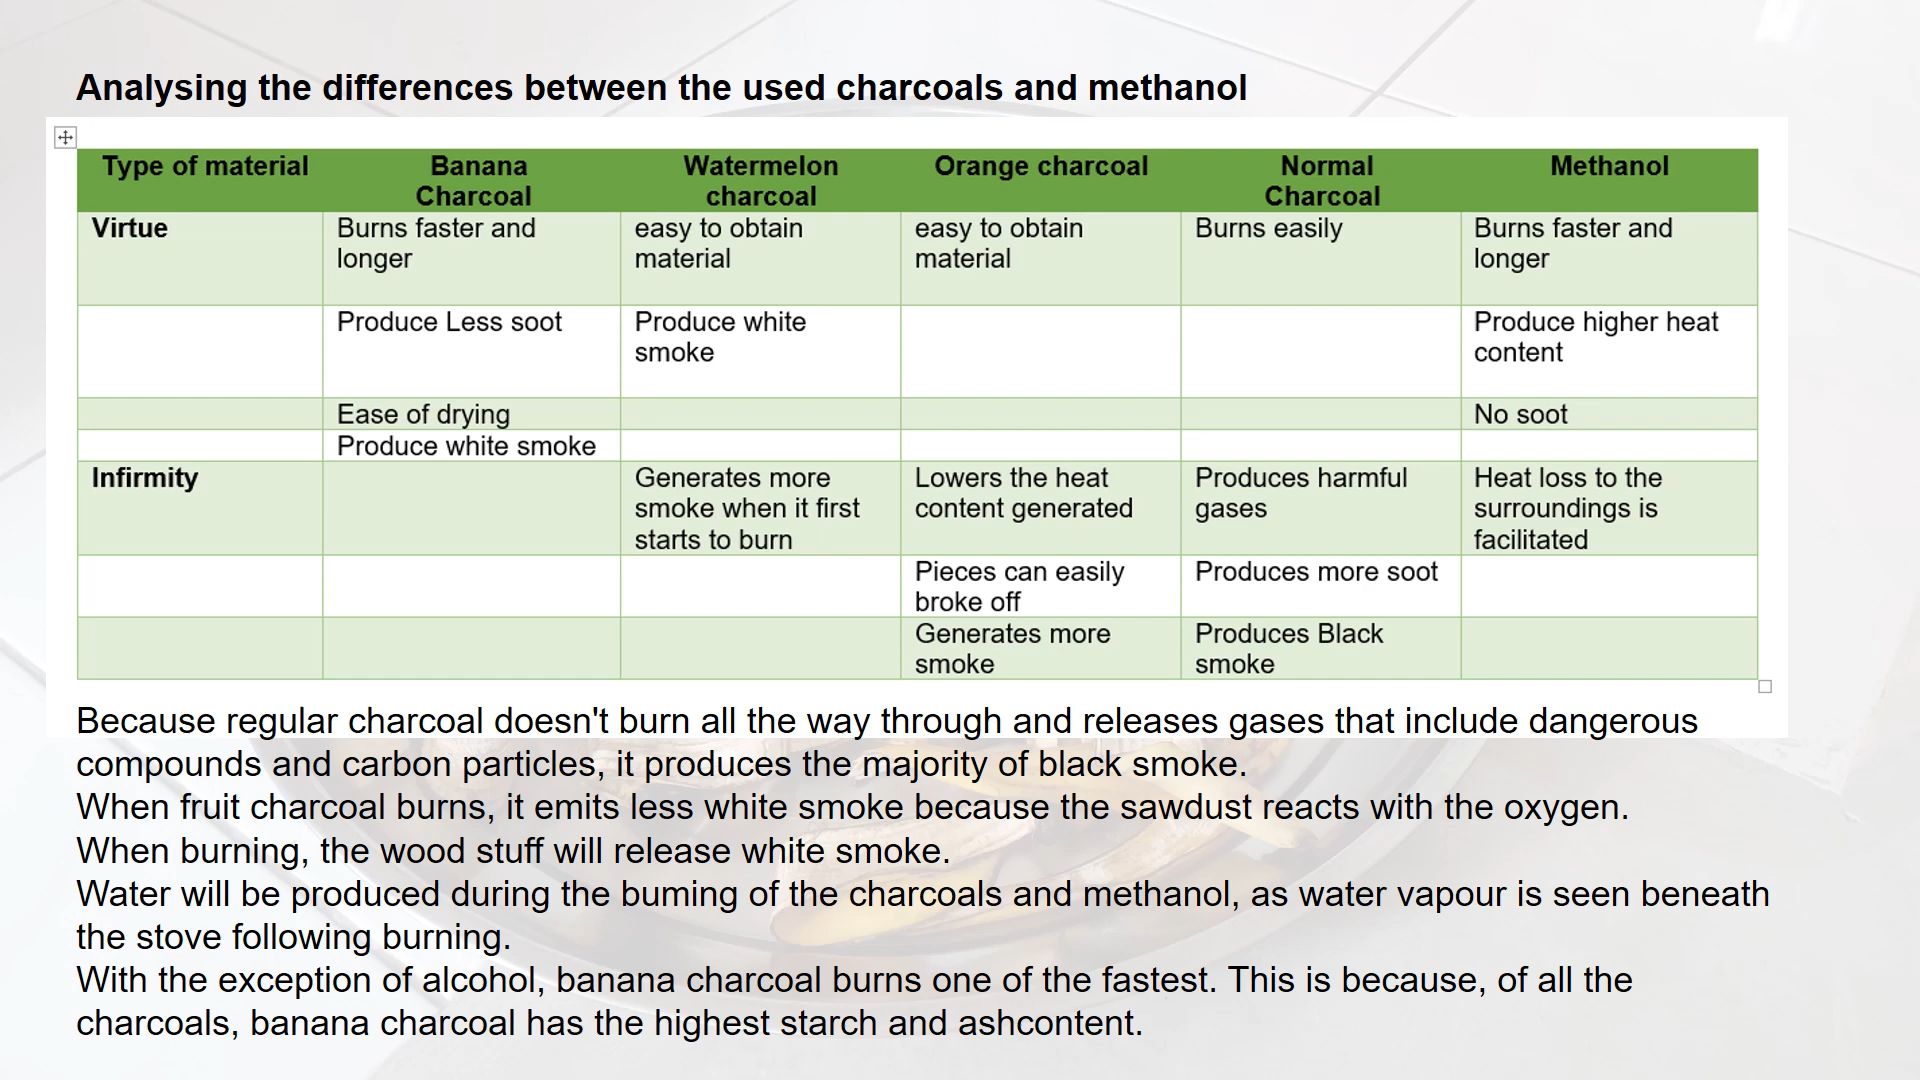 Analysing the differences between the used charcoals and methanol
Type of material
Banana
Charcoal
Watermelon
charcoal
Orange charcoal
Normal
Charcoal
Methanol
Virtue
Burns faster and
longer
easy to obtain
material
easy to obtain
material
Burns easily
Burns faster and
longer
Produce Less soot
Produce white
smoke
Produce higher heat
content
Ease of drying
No soot
Produce white smoke
Infirmity
Generates more
smoke when it first
starts to burn
Lowers the heat
content generated
Produces harmful
gases
Heat loss to the
surroundings is
facilitated
Pieces can easily
broke off
Produces more soot
Generates more
smoke
Produces Black
smoke
Because regular charcoal doesn't burn all the way through and releases gases that include dangerous
compounds and carbon particles, it produces the majority of black smoke.
When fruit charcoal burns, it emits less white smoke because the sawdust reacts with the oxygen.
When burning, the wood stuff will release white smoke.
Water will be produced during the buming of the charcoals and methanol, as water vapour is seen beneath
the stove following burning.
With the exception of alcohol, banana charcoal burns one of the fastest. This is because, of all the
charcoals, banana charcoal has the highest starch and ashcontent.